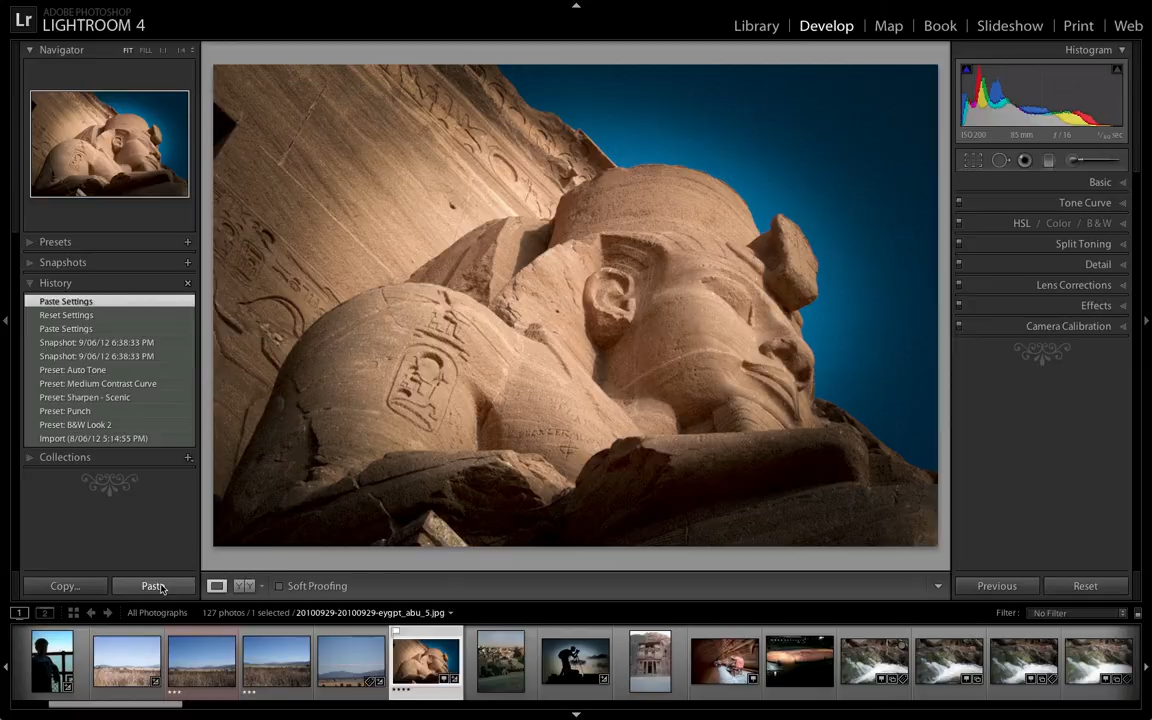 Lr
ADOBE PHOTOSHOP
LIGHTROOM 4
Library | Develop | Map | Book | Slideshow | Print | Web
Navigator FIT FILL 1:1 1:4
Histogram
ISO 200 85 mm f / 16 1/80 sec
Basic
Tone Curve
HSL / Color / B & W
Split Toning
Detail
Lens Corrections
Effects
Camera Calibration
Presets +
Snapshots +
History ×
Paste Settings
Reset Settings
Paste Settings
Snapshot: 9/06/12 6:38:33 PM
Snapshot: 9/06/12 6:38:33 PM
Preset: Auto Tone
Preset: Medium Contrast Curve
Preset: Sharpen - Scenic
Preset: Punch
Preset: B&W Look 2
Import (8/06/12 5:14:55 PM)
Collections +
Copy... Paste
Y Y Soft Proofing
Previous Reset
1 2 All Photographs 127 photos / 1 selected / 20100929-20100929-eygpt_abu_5.jpg
Filter : No Filter